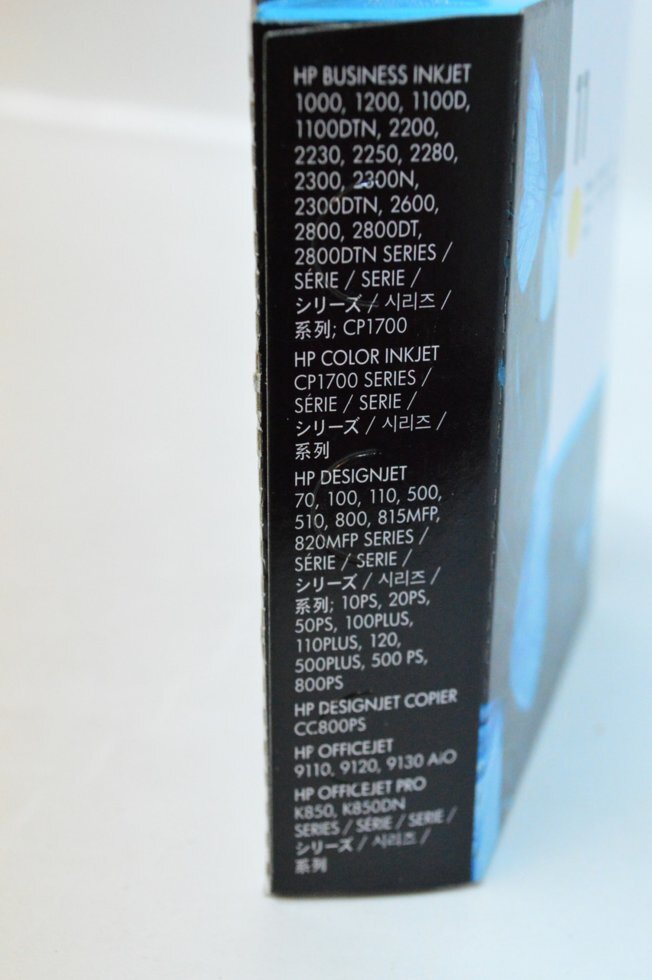 HP BUSINESS INKJET
1000, 1200, 1100D,
1100DTN, 2200,
2230, 2250, 2280,
2300, 2300N,
2300DTN, 2600,
2800, 2800DT,
2800DTN SERIES /
SÉRIE / SERIE /
シリーズ / 시리즈 /
系列; CP1700
HP COLOR INKJET
CP1700 SERIES /
SÉRIE / SERIE /
シリーズ / 시리즈 /
系列
HP DESIGNJET
70, 100, 110, 500,
510, 800, 815MFP,
820MFP SERIES /
SÉRIE / SERIE /
シリーズ / 시리즈 /
系列; 10PS, 20PS,
50PS, 100PLUS,
110PLUS, 120,
500PLUS, 500 PS,
800PS
HP DESIGNJET COPIER
CC800PS
HP OFFICEJET
9110, 9120, 9130 AiO
HP OFFICEJET PRO
K850, K850DN
SERIES / SÉRIE / SERIE /
シリーズ / 시리즈 /
系列
11